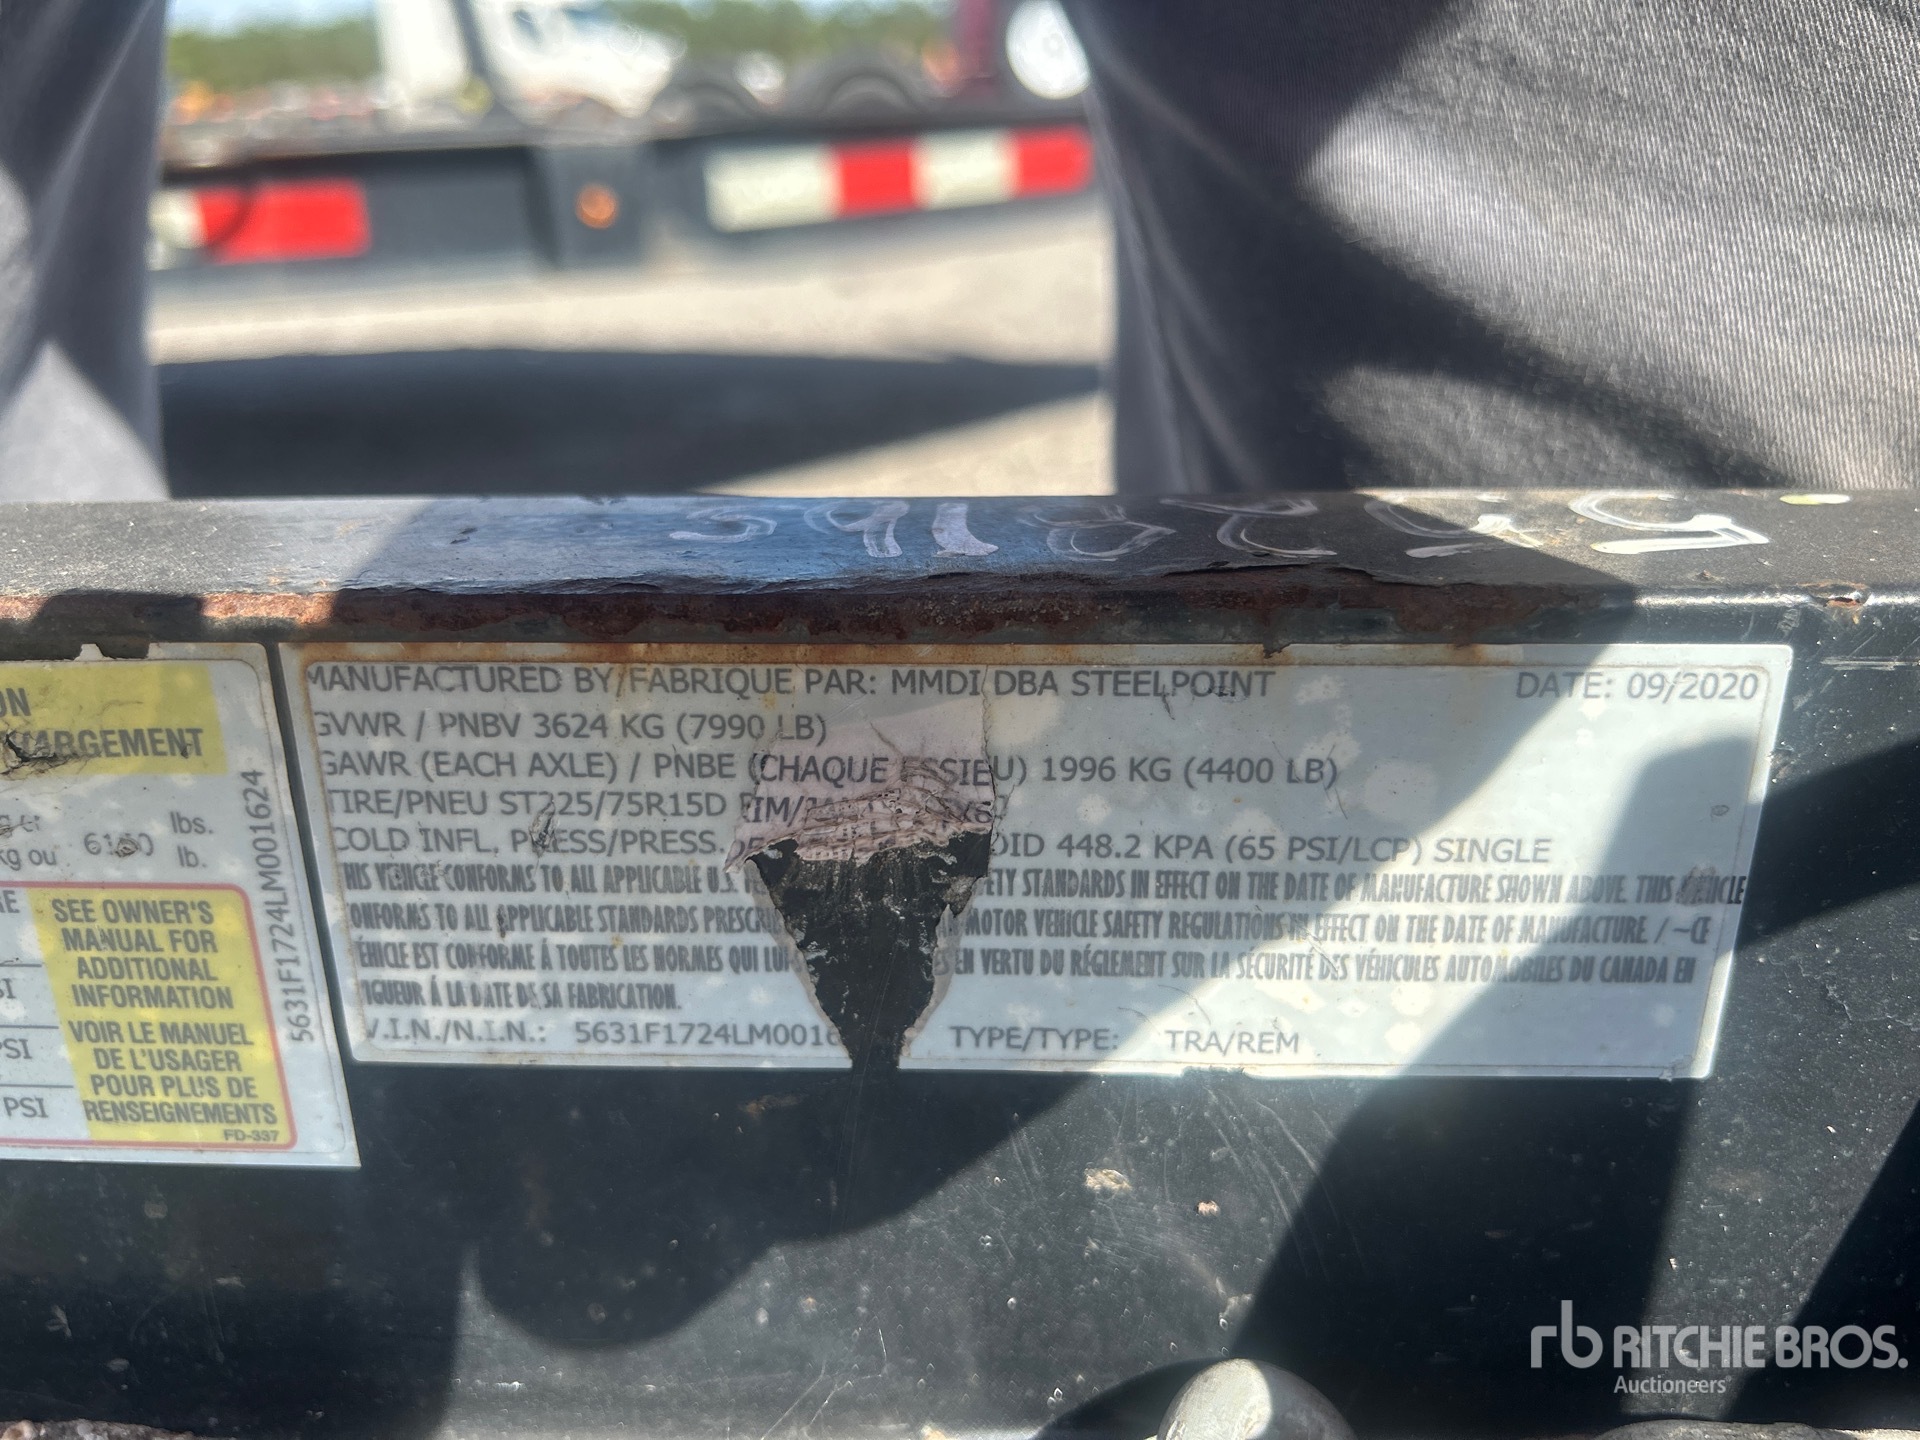 MANUFACTURED BY/FABRIQUE PAR: MMDI DBA STEELPOINT DATE: 09/2020
GVWR / PNBV 3624 KG (7990 LB)
GAWR (EACH AXLE) / PNBE (CHAQUE ESSIEU) 1996 KG (4400 LB)
TIRE/PNEU ST225/75R15D
COLD INFL. PRESS/PRESS. 448.2 KPA (65 PSI/LCP) SINGLE
THIS VEHICLE CONFORMS TO ALL APPLICABLE U.S. STANDARDS IN EFFECT ON THE DATE OF MANUFACTURE SHOWN ABOVE. THIS VEHICLE
CONFORMS TO ALL APPLICABLE STANDARDS MOTOR VEHICLE SAFETY REGULATIONS IN EFFECT ON THE DATE OF MANUFACTURE. / ~CE
VÉHICLE EST CONFORME À TOUTES LES NORMES QUI EN VERTU DU RÉGLEMENT SUR LA SÉCURITÉ DES VÉHICULES AUTOMOBILES DU CANADA EN
VIGUEUR À LA DATE DE SA FABRICATION.
V.I.N./N.I.N.: 5631F1724LM0016 TYPE/TYPE: TRA/REM
ON
lbs.
kg ou lb.
SEE OWNER'S
MANUAL FOR
ADDITIONAL
INFORMATION
VOIR LE MANUEL
DE L'USAGER
POUR PLUS DE
PSI RENSEIGNEMENTS
FD-337
5631F1724LM001624
rb RITCHIE BROS.
Auctioneers